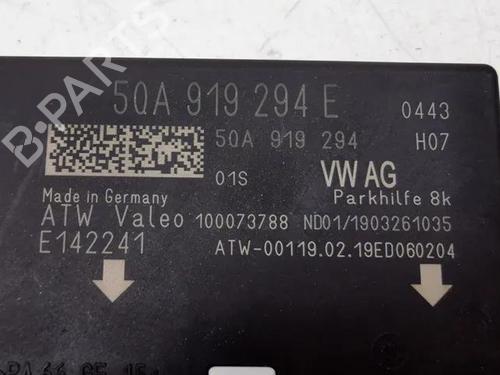 5QA 919 294 E 0443
5QA 919 294 H07
01S VW AG
Made in Germany Parkhilfe 8k
ATW Valeo 100073788 ND01/1903261035
E142241 ATW-00119.02.19ED060204
B-PARTS